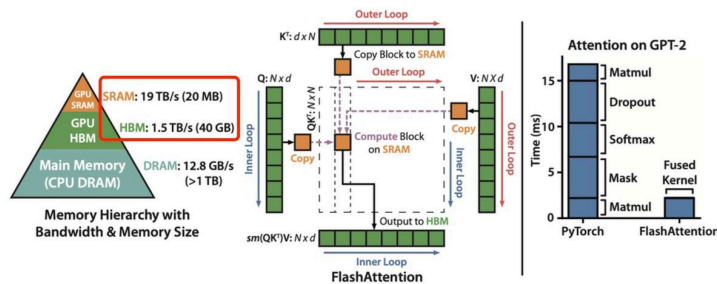 GPU
SRAM
GPU
HBM
Main Memory
(CPU DRAM)
SRAM: 19 TB/s (20 MB)
HBM: 1.5 TB/s (40 GB)
DRAM: 12.8 GB/s
(>1 TB)
Memory Hierarchy with
Bandwidth & Memory Size
Outer Loop
Kᵀ: d x N
Copy Block to SRAM
Outer Loop
Q: N x d
V: N X d
QKᵀ: N x N
Inner Loop
Copy
Compute Block
on SRAM
Copy
Inner Loop
Outer Loop
Output to HBM
sm(QKᵀ)V: N x d
Inner Loop
FlashAttention
Attention on GPT-2
Time (ms)
15
10
5
0
Matmul
Dropout
Softmax
Mask
Matmul
Fused
Kernel
PyTorch
FlashAttention